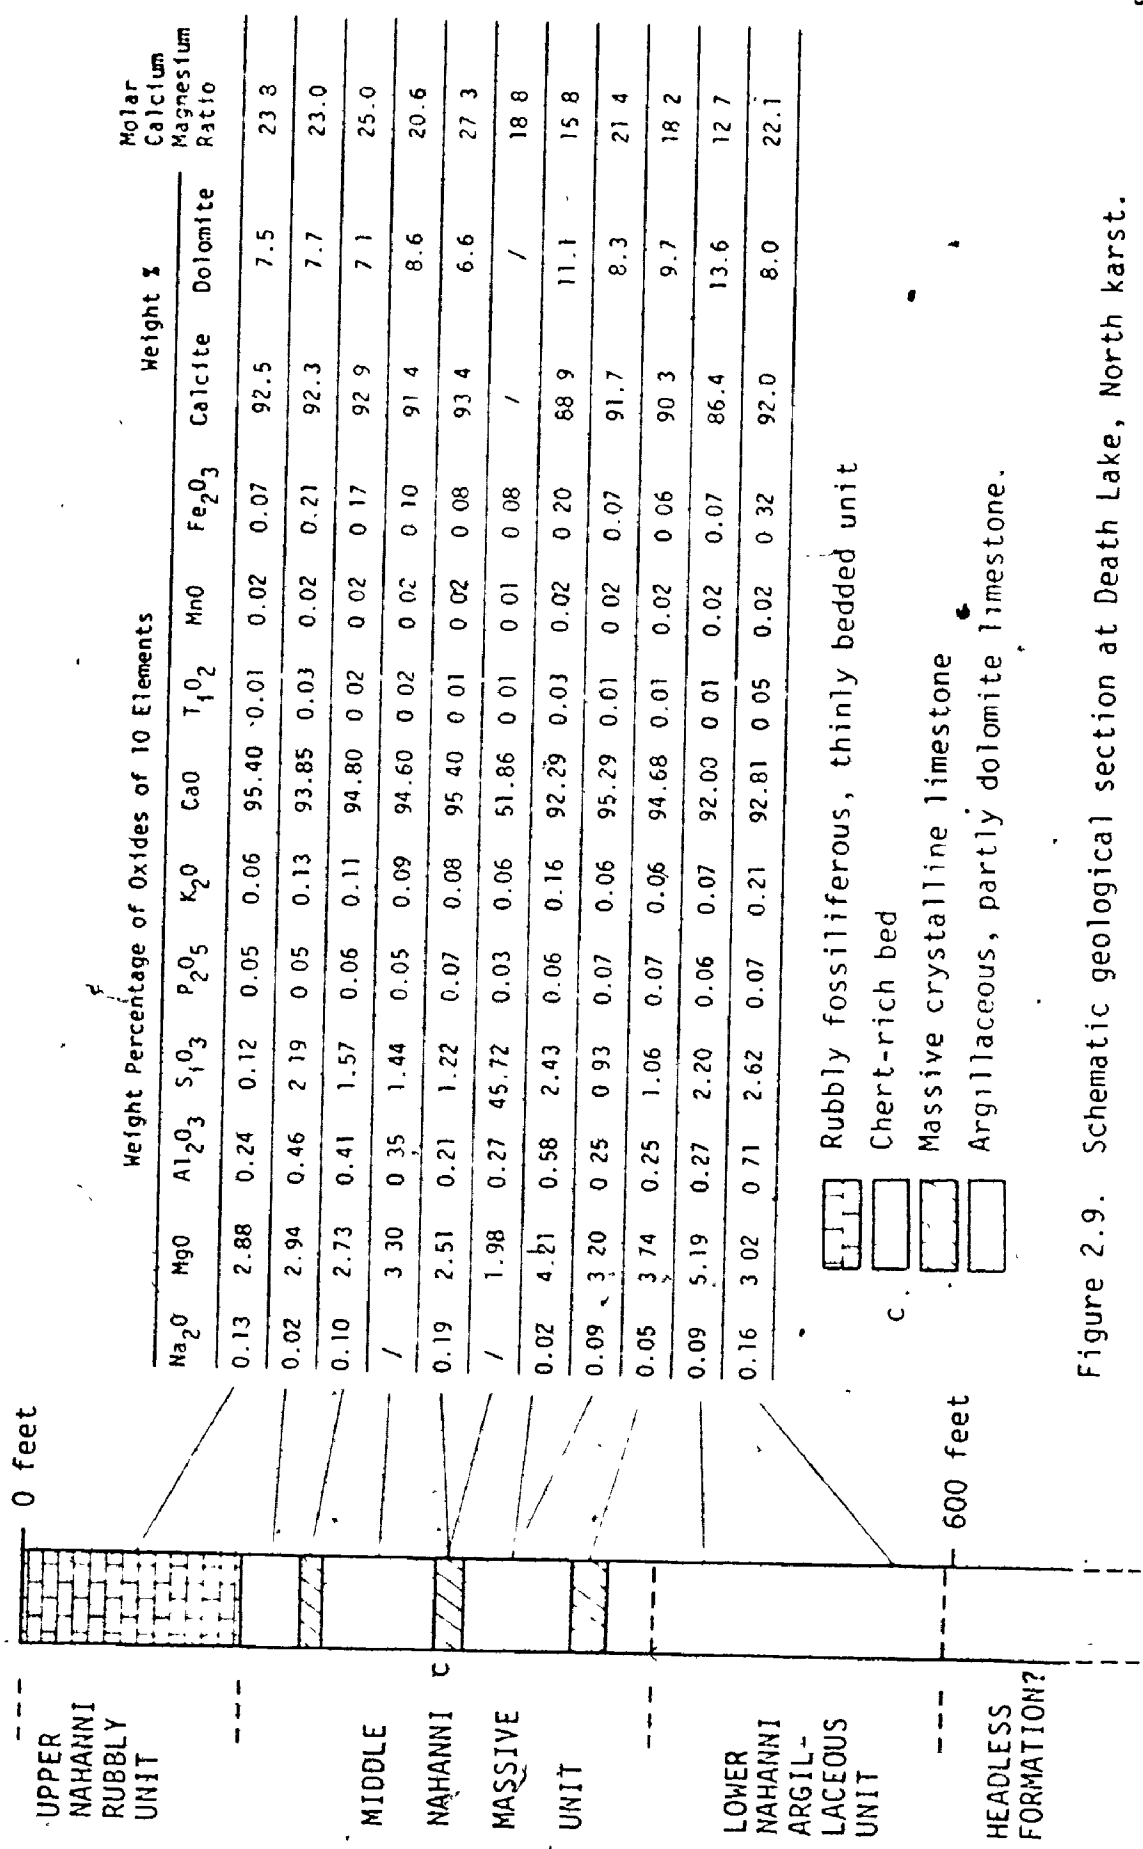 0 feet
600 feet
UPPER
NAHANNI
RUBBLY
UNIT
MIDDLE
NAHANNI C
MASSIVE
UNIT
LOWER
NAHANNI
ARGIL-
LACEOUS
UNIT
HEADLESS
FORMATION?
Weight Percentage of Oxides of 10 Elements
Weight %
Molar
Calcium
Magnesium
Ratio
Na2O MgO Al2O3 SiO3 P2O5 K2O CaO TiO2 MnO Fe2O3 Calcite Dolomite
0.13 2.88 0.24 0.12 0.05 0.06 95.40 -0.01 0.02 0.07 92.5 7.5 23 8
0.02 2.94 0.46 2 19 0 05 0.13 93.85 0.03 0.02 0.21 92.3 7.7 23.0
0.10 2.73 0.41 1.57 0.06 0.11 94.80 0 02 0 02 0 17 92 9 7 1 25.0
/ 3 30 0 35 1.44 0.05 0.09 94.60 0 02 0 02 0 10 91 4 8.6 20.6
0.19 2.51 0.21 1.22 0.07 0.08 95 40 0 01 0 02 0 08 93 4 6.6 27 3
/ 1.98 0.27 45.72 0.03 0.06 51.86 0 01 0 01 0 08 / / 18 8
0.02 4.21 0.58 2.43 0.06 0.16 92.29 0.03 0.02 0 20 88 9 11.1 15 8
0.09 3 20 0 25 0 93 0.07 0.06 95.29 0.01 0 02 0.07 91.7 8.3 21 4
0.05 3 74 0.25 1.06 0.07 0.06 94.68 0.01 0.02 0 06 90 3 9.7 18 2
0.09 5.19 0.27 2.20 0.06 0.07 92.00 0 01 0.02 0.07 86.4 13.6 12 7
0.16 3 02 0 71 2.62 0.07 0.21 92.81 0 05 0.02 0 32 92.0 8.0 22.1
Rubbly fossiliferous, thinly bedded unit
C. Chert-rich bed
Massive crystalline limestone
Argillaceous, partly dolomite limestone.
Figure 2.9. Schematic geological section at Death Lake, North karst.